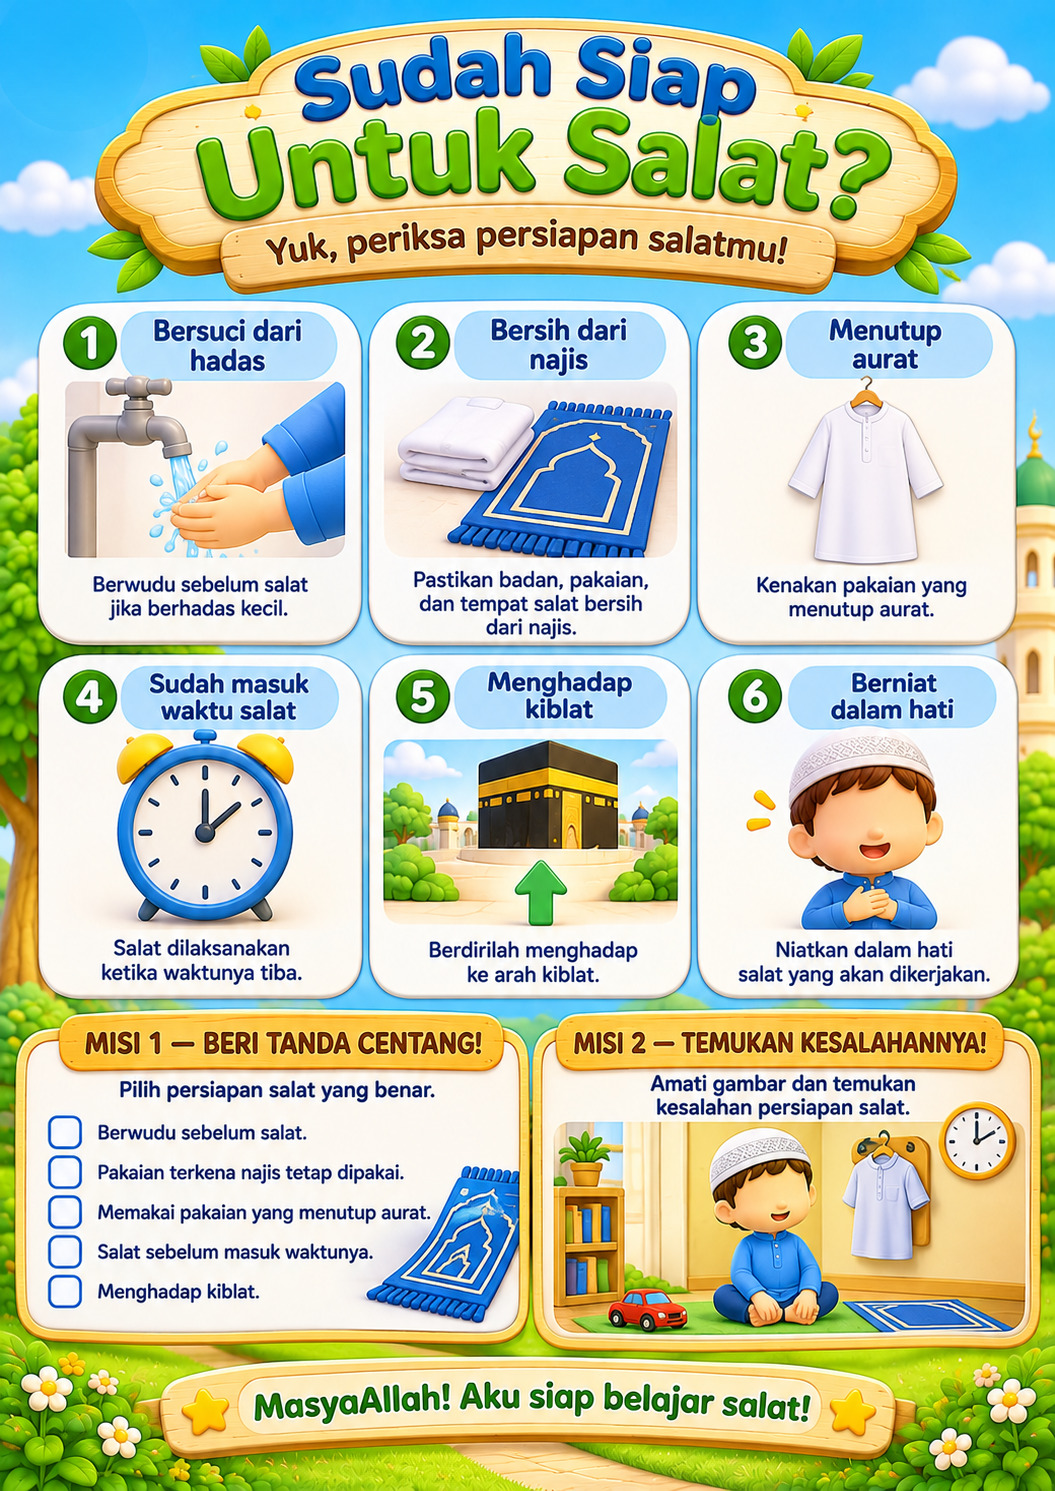 Sudah Siap
Untuk Salat?
Yuk, periksa persiapan salatmu!
1
Bersuci dari
hadas
Berwudu sebelum salat
jika berhadas kecil.
2
Bersih dari
najis
Pastikan badan, pakaian,
dan tempat salat bersih
dari najis.
3
Menutup
aurat
Kenakan pakaian yang
menutup aurat.
4
Sudah masuk
waktu salat
Salat dilaksanakan
ketika waktunya tiba.
5
Menghadap
kiblat
Berdirilah menghadap
ke arah kiblat.
6
Berniat
dalam hati
Niatkan dalam hati
salat yang akan dikerjakan.
MISI 1 — BERI TANDA CENTANG!
Pilih persiapan salat yang benar.
Berwudu sebelum salat.
Pakaian terkena najis tetap dipakai.
Memakai pakaian yang menutup aurat.
Salat sebelum masuk waktunya.
Menghadap kiblat.
MISI 2 — TEMUKAN KESALAHANNYA!
Amati gambar dan temukan
kesalahan persiapan salat.
MasyaAllah! Aku siap belajar salat!